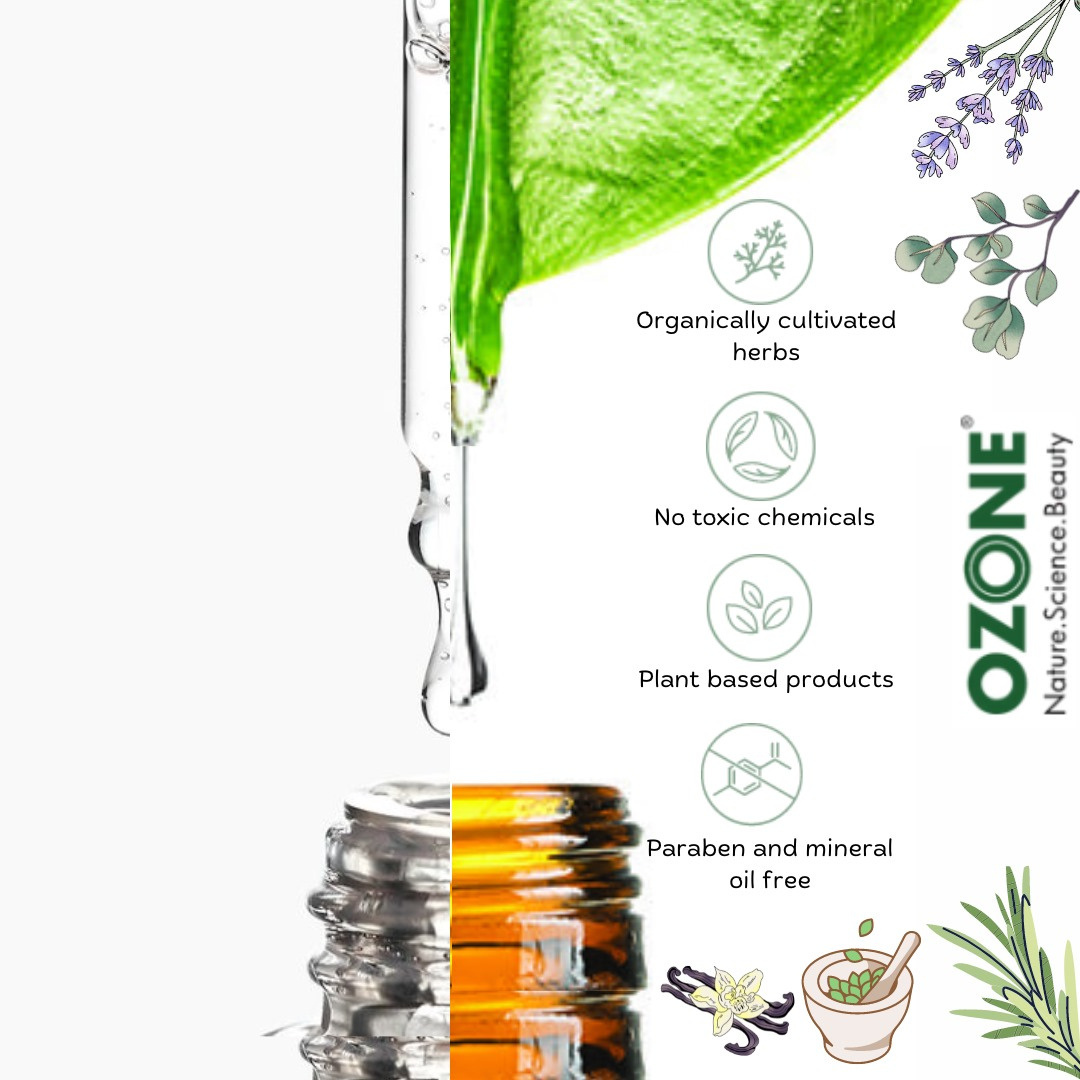 Organically cultivated
herbs
No toxic chemicals
Plant based products
Paraben and mineral
oil free
OZONE®
Nature.Science.Beauty